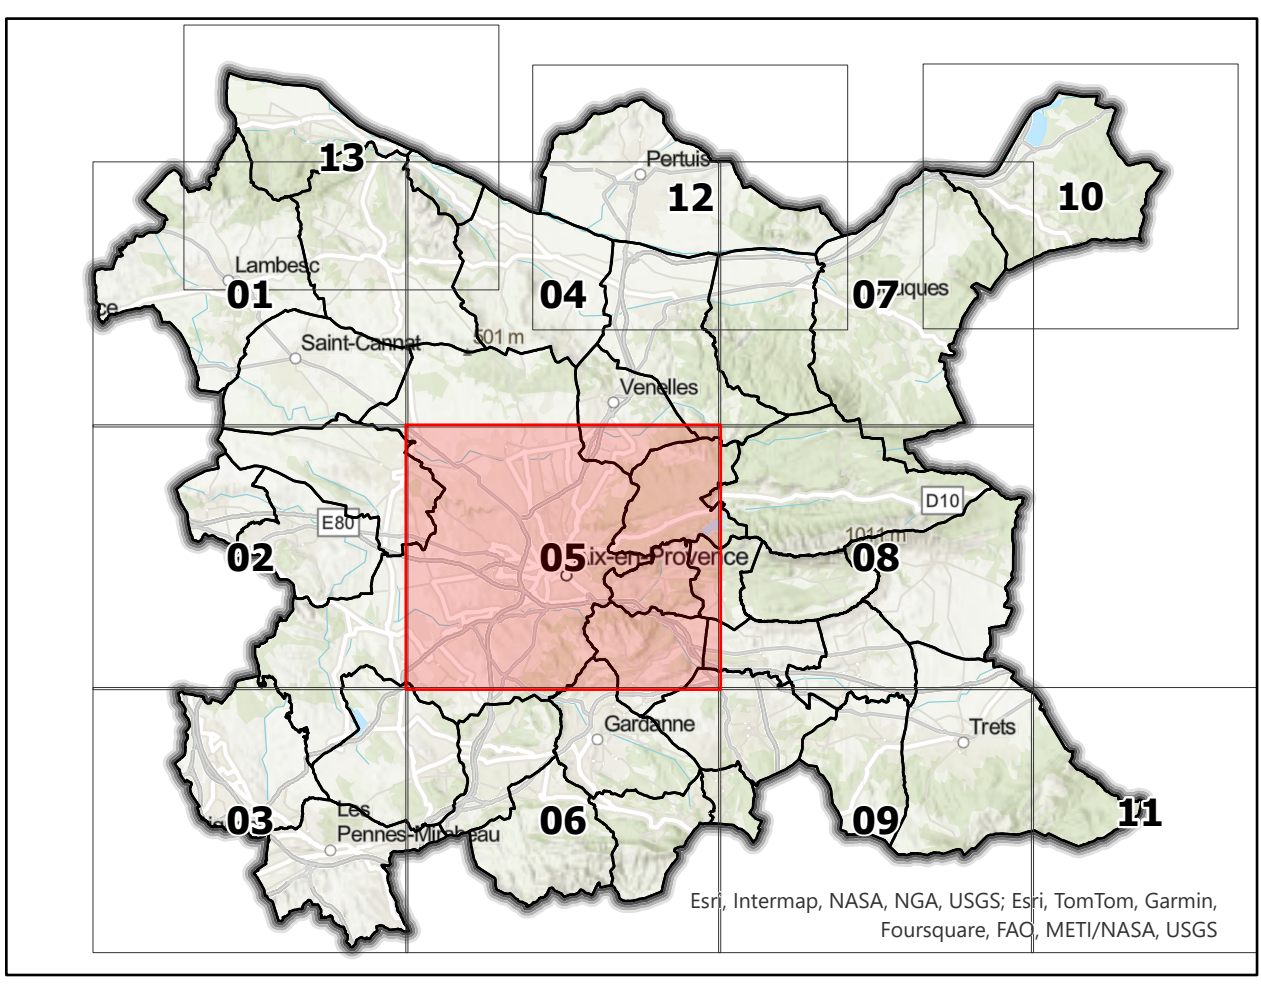 13
Pertuis
12
10
Lambesc
01
04
07
uques
ce
Saint-Cannat
501 m
Venelles
D10
E80
1011 m
02
05
Aix-en-Provence
08
Gardanne
Trets
03
Les
Pennes-Mirabeau
06
09
11
Esri, Intermap, NASA, NGA, USGS; Esri, TomTom, Garmin,
Foursquare, FAO, METI/NASA, USGS